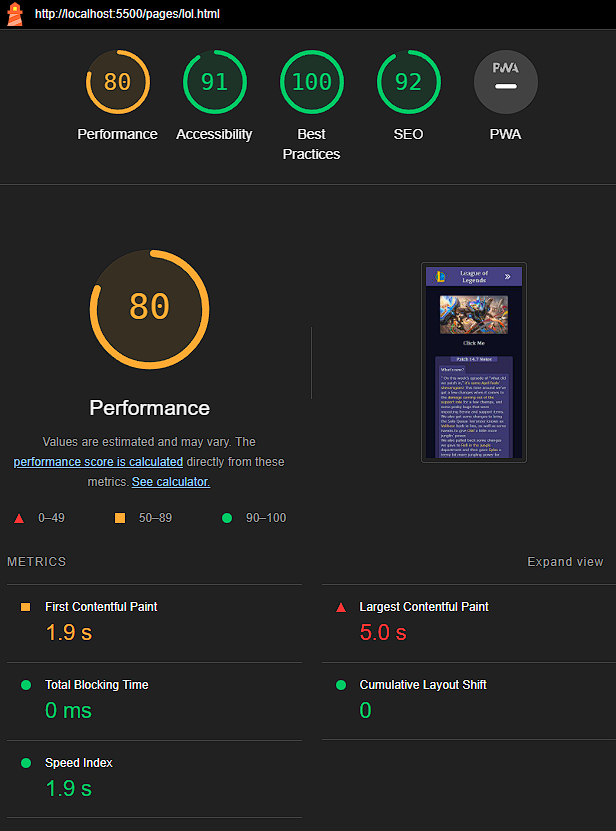 http://localhost:5500/pages/lol.html
80
91
100
92
PWA
Performance
Accessibility
Best
Practices
SEO
PWA
80
League of
Legends
Click Me
Patch 14.7 Notes
What's new?
Performance
Values are estimated and may vary. The
performance score is calculated directly from these
metrics. See calculator.
0–49
50–89
90–100
METRICS
Expand view
First Contentful Paint
1.9 s
Largest Contentful Paint
5.0 s
Total Blocking Time
0 ms
Cumulative Layout Shift
0
Speed Index
1.9 s